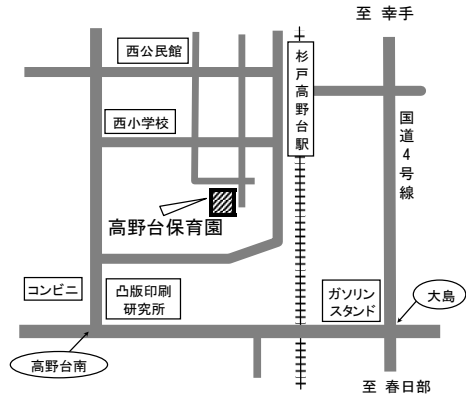 至 幸手
西公民館
杉戸高野台駅
西小学校
国道4号線
高野台保育園
コンビニ
凸版印刷
研究所
ガソリン
スタンド
大島
高野台南
至 春日部